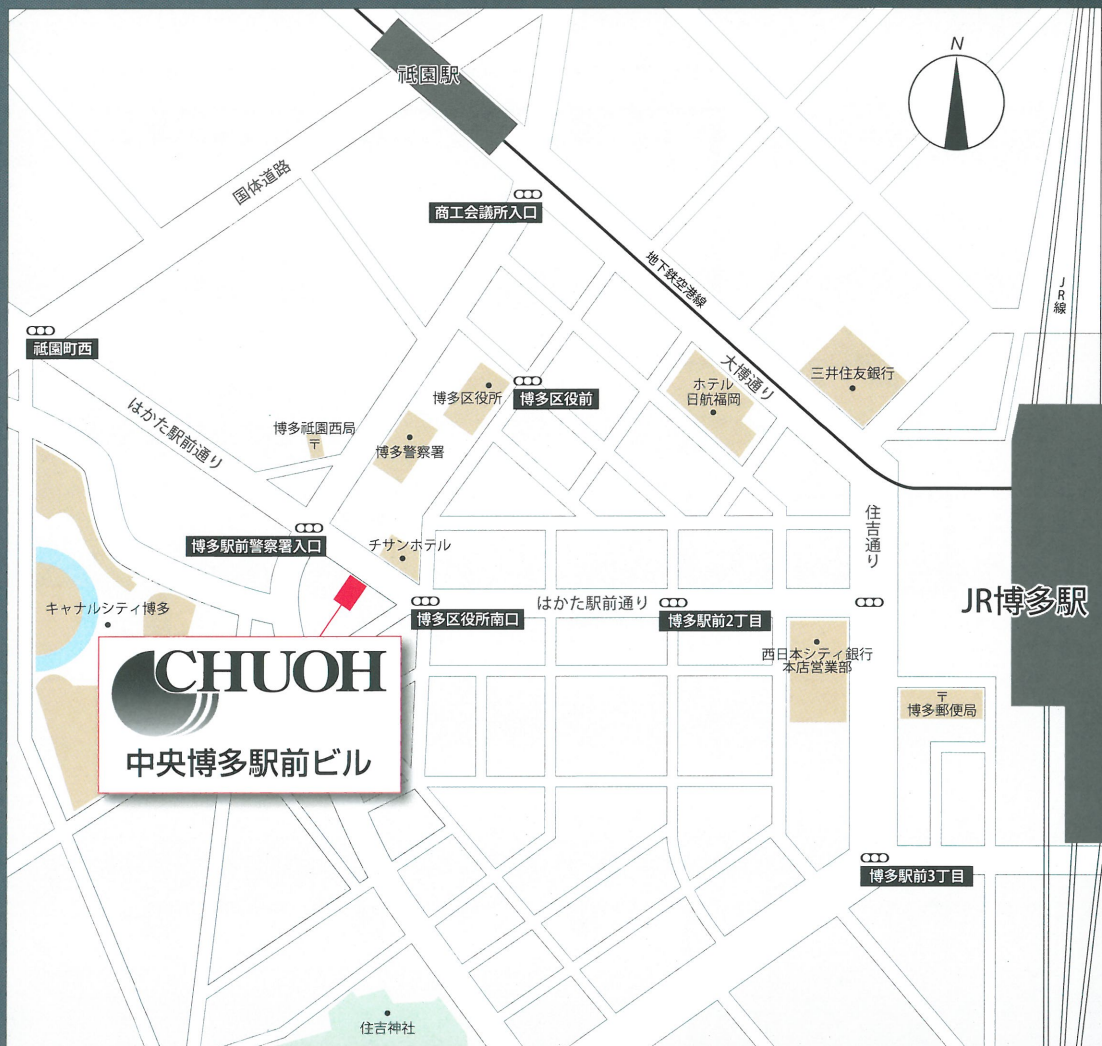 N
祇園駅
国体道路
商工会議所入口
地下鉄空港線
JR線
祇園町西
大博通り
三井住友銀行
ホテル
日航福岡
博多区役所
博多区役前
はかた駅前通り
博多祇園西局
〒
博多警察署
住吉通り
博多駅前警察署入口
チサンホテル
キャナルシティ博多
博多区役所南口
はかた駅前通り
博多駅前2丁目
JR博多駅
西日本シティ銀行
本店営業部
CHUOH
中央博多駅前ビル
〒
博多郵便局
博多駅前3丁目
住吉神社